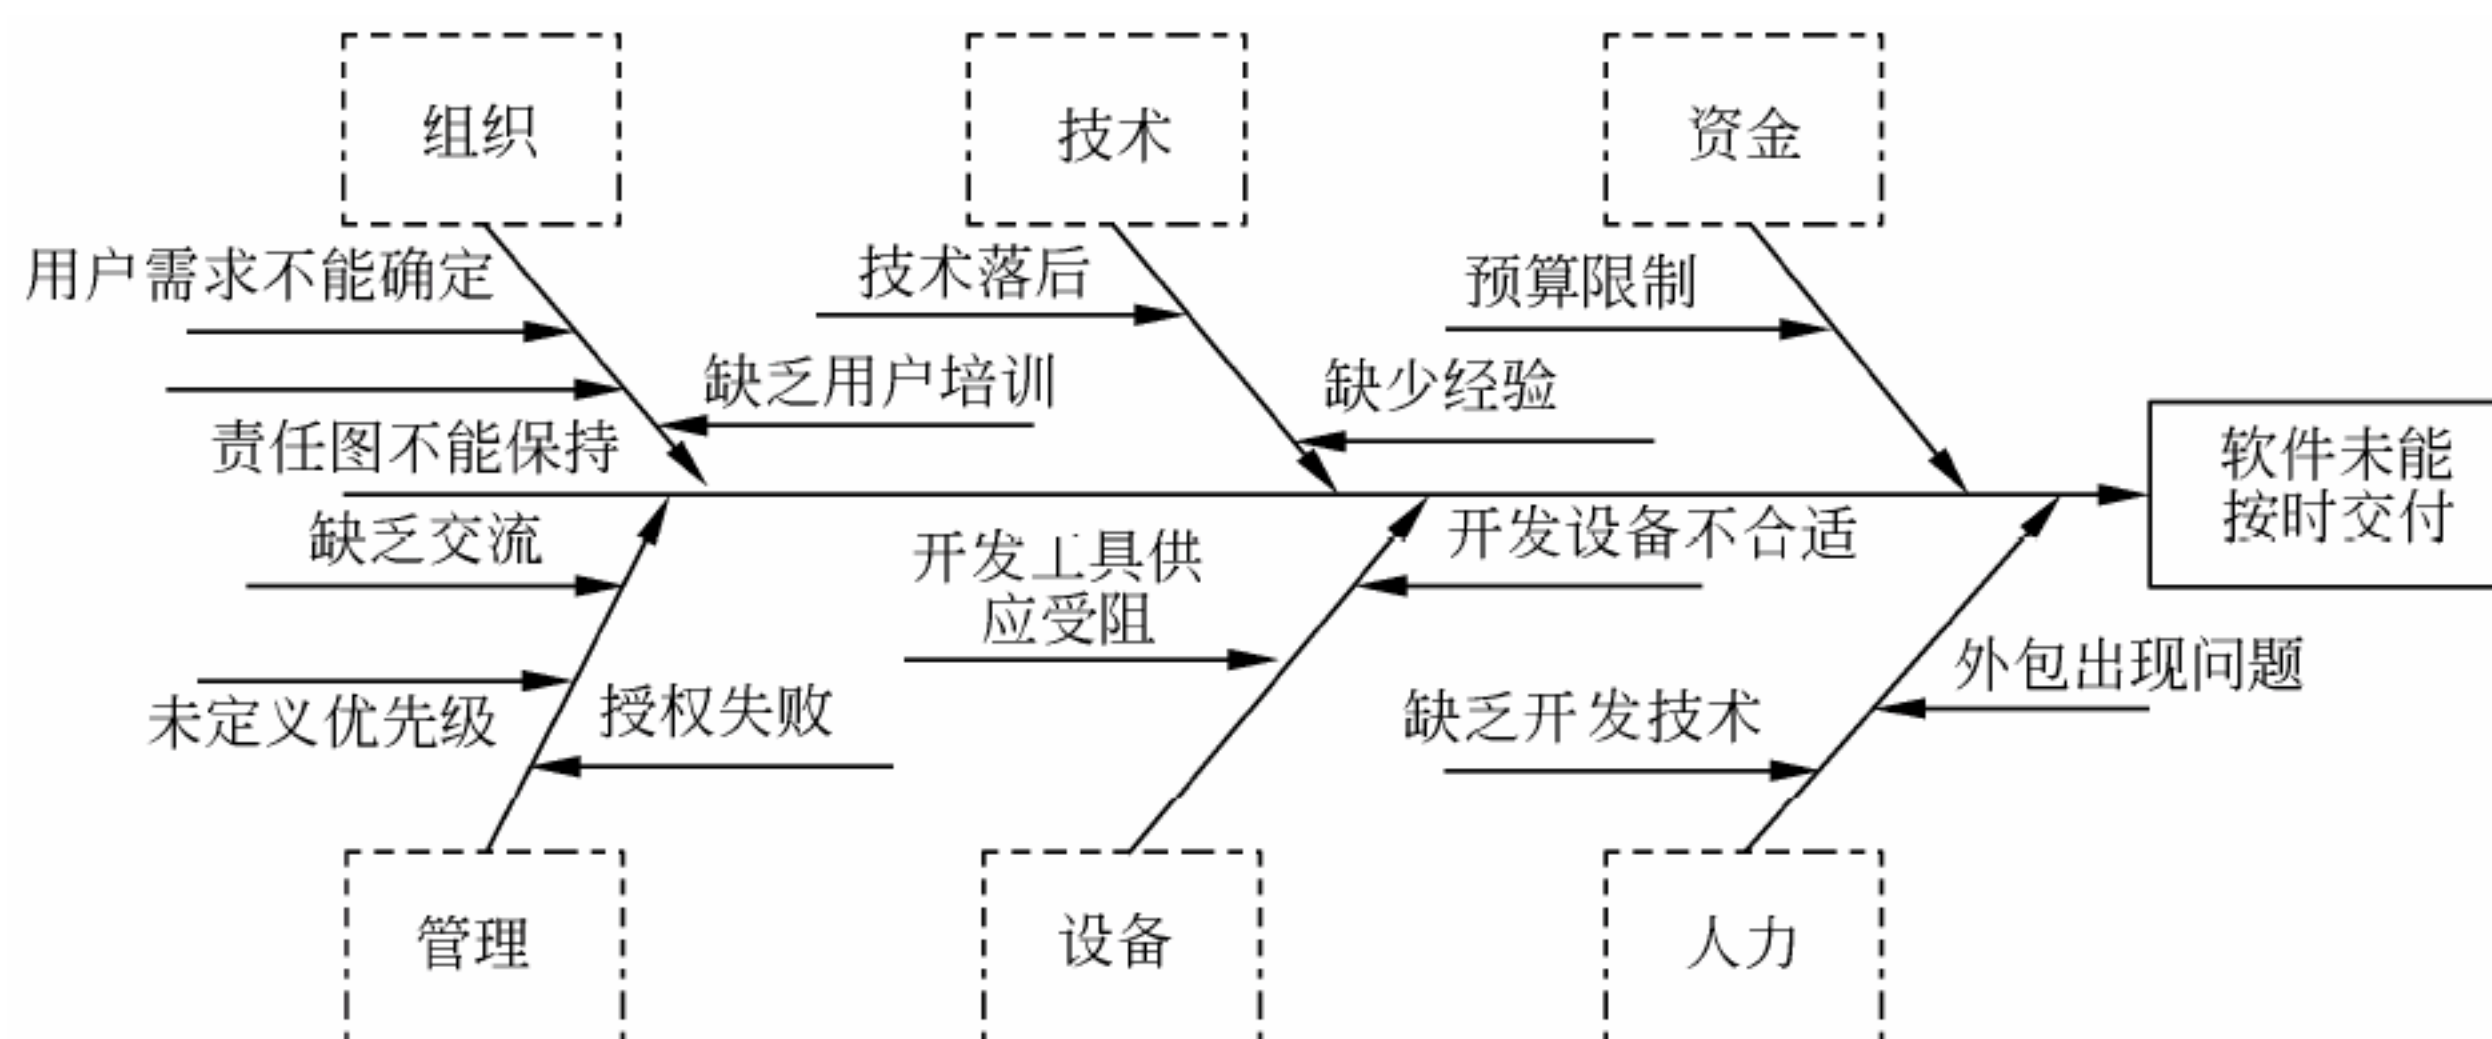 组织
技术
资金
用户需求不能确定
技术落后
预算限制
缺乏用户培训
缺少经验
责任图不能保持
软件未能
按时交付
缺乏交流
开发工具供
应受阻
开发设备不合适
外包出现问题
未定义优先级
授权失败
缺乏开发技术
管理
设备
人力